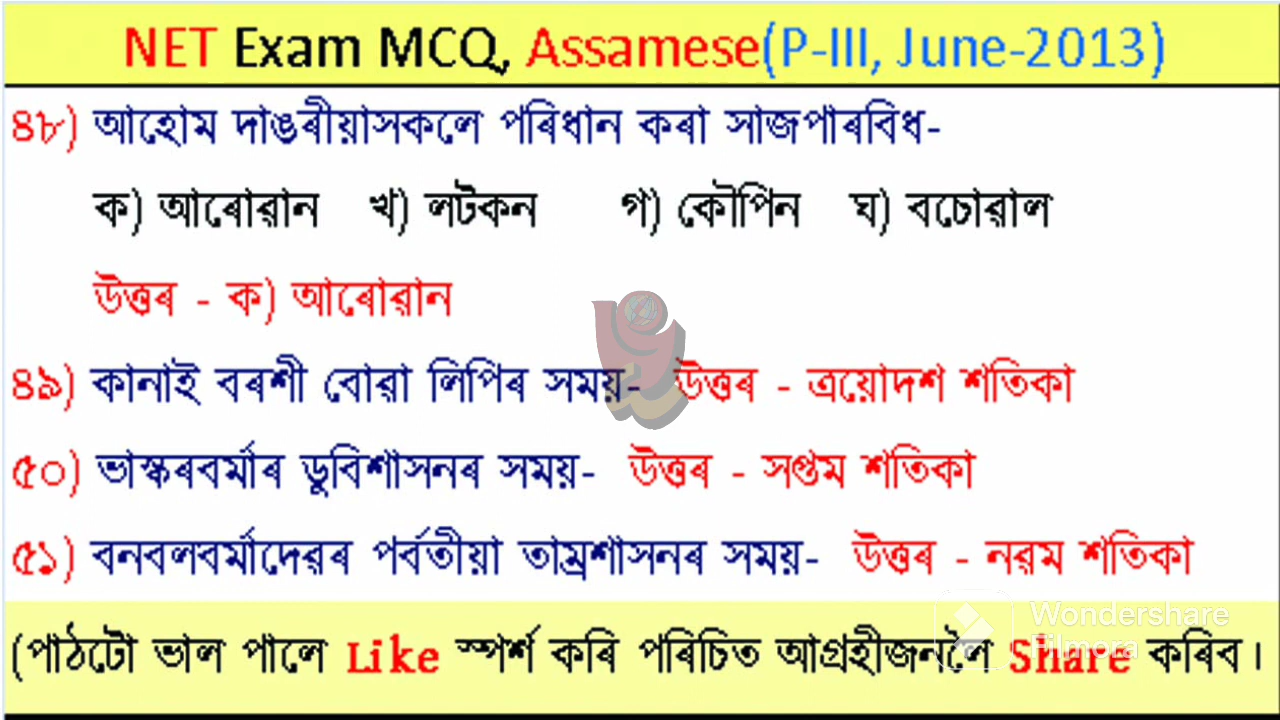 NET Exam MCQ, Assamese(P-III, June-2013)
৪৮) আহোম দাঙৰীয়াসকলে পৰিধান কৰা সাজপাৰবিধ-
ক) আৰোৱান খ) লটকন গ) কৌপিন ঘ) বচোৱাল
উত্তৰ - ক) আৰোৱান
৪৯) কানাই বৰশী বোৱা লিপিৰ সময়- উত্তৰ - ত্ৰয়োদশ শতিকা
৫০) ভাস্কৰবৰ্মাৰ ডুবিশাসনৰ সময়- উত্তৰ - সপ্তম শতিকা
৫১) বনবলবৰ্মাদেৱৰ পৰ্বতীয়া তাম্ৰশাসনৰ সময়- উত্তৰ - নৱম শতিকা
Wondershare
Filmora
(পাঠটো ভাল পালে Like স্পৰ্শ কৰি পৰিচিত আগ্ৰহীজনলৈ Share কৰিব।